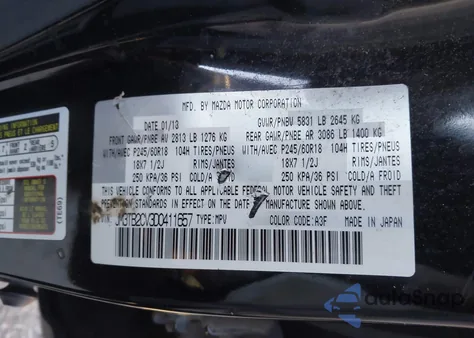 MFD. BY MAZDA MOTOR CORPORATION
DATE 01/13 GVWR/PNBV 5831 LB 2645 KG
FRONT GAWR/PNBE AV 2813 LB 1276 KG REAR GAWR/PNBE AR 3086 LB 1400 KG
WITH/AVEC P245/60R18 104H TIRES/PNEUS WITH/AVEC P245/60R18 104H TIRES/PNEUS
18X7 1/2J RIMS/JANTES 18X7 1/2J RIMS/JANTES
250 KPA/36 PSI COLD/A 250 KPA/36 PSI COLD/A FROID
THIS VEHICLE CONFORMS TO ALL APPLICABLE FEDERAL MOTOR VEHICLE SAFETY AND THEFT
PREVENTION STANDARDS IN EFFECT ON THE DATE OF MANUFACTURE SHOWN ABOVE.
TYPE: MPV COLOR CODE: A3F MADE IN JAPAN
(TE69)
AutoSnap